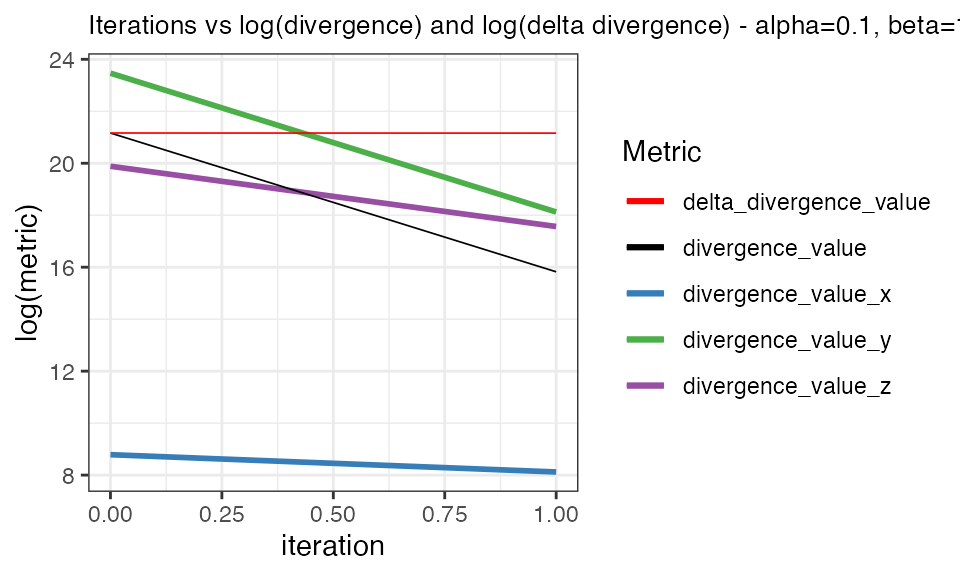 Iterations vs log(divergence) and log(delta divergence) - alpha=0.1, beta=
log(metric)
24
20
16
12
8
0.00 0.25 0.50 0.75 1.00
iteration
Metric
delta_divergence_value
divergence_value
divergence_value_x
divergence_value_y
divergence_value_z